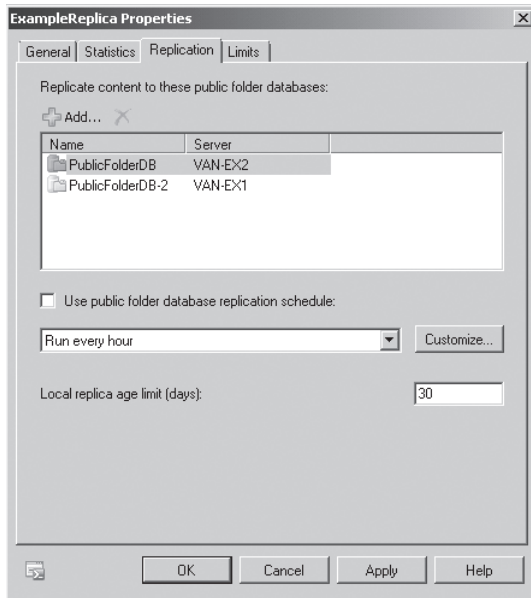 ExampleReplica Properties
General Statistics Replication Limits
Replicate content to these public folder databases:
Add...
Name Server
PublicFolderDB VAN-EX2
PublicFolderDB-2 VAN-EX1
Use public folder database replication schedule:
Run every hour Customize...
Local replica age limit (days): 30
OK Cancel Apply Help